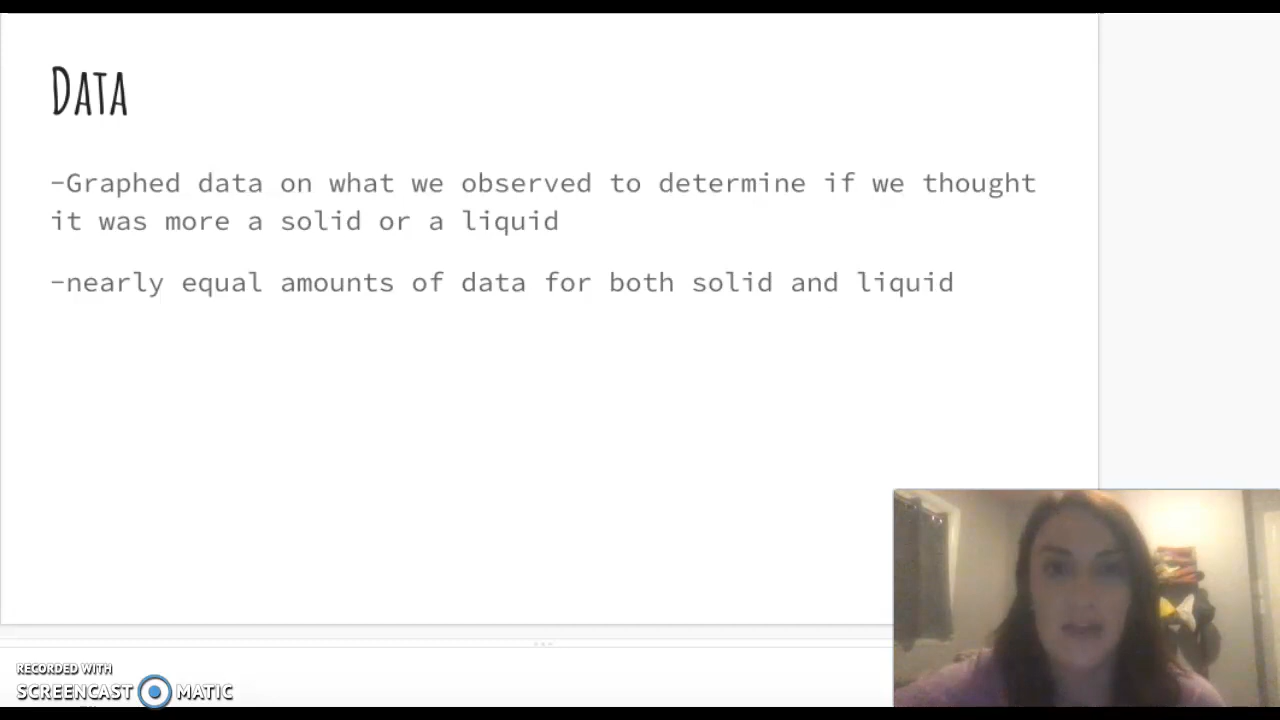 DATA
-Graphed data on what we observed to determine if we thought
it was more a solid or a liquid
-nearly equal amounts of data for both solid and liquid
RECORDED WITH
SCREENCAST MATIC